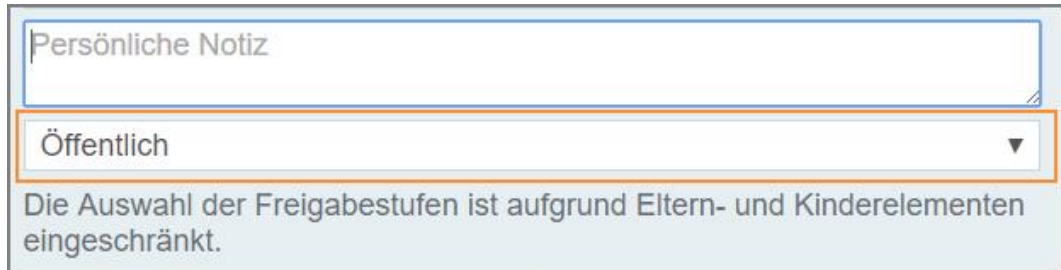 Persönliche Notiz
Öffentlich
Die Auswahl der Freigabestufen ist aufgrund Eltern- und Kinderelementen
eingeschränkt.